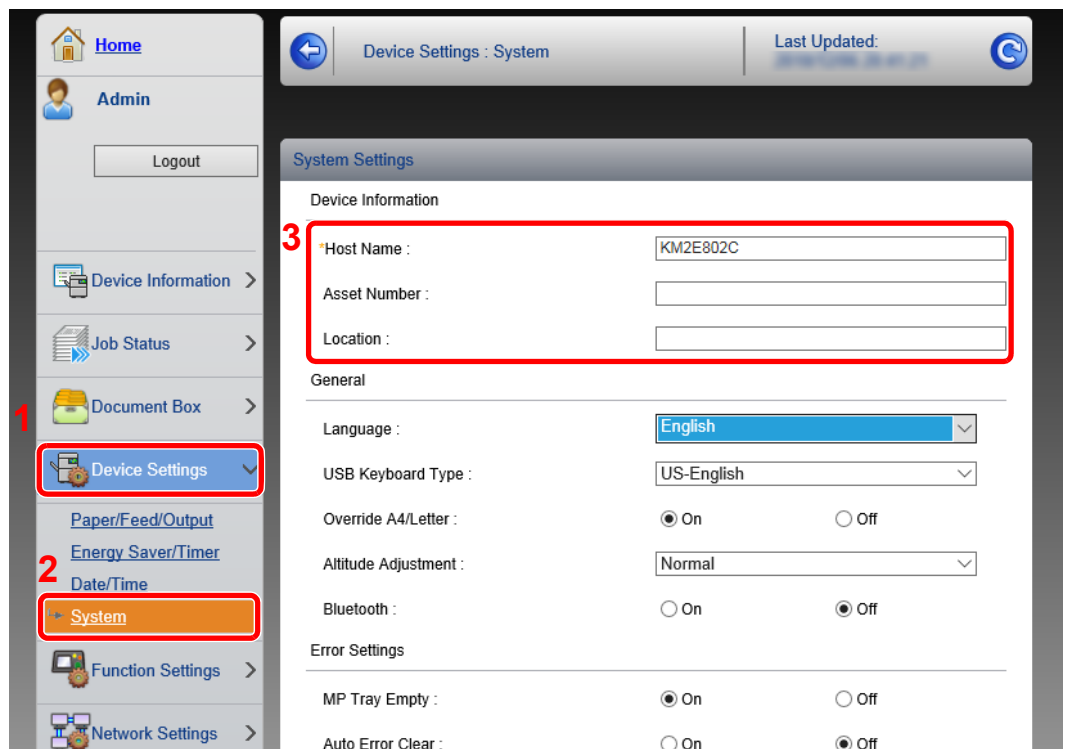 Home
Admin
Logout
Device Information
Job Status
1
Document Box
Device Settings
Paper/Feed/Output
Energy Saver/Timer
2
Date/Time
System
Function Settings
Network Settings
Device Settings : System
Last Updated:
System Settings
Device Information
3
*Host Name : KM2E802C
Asset Number :
Location :
General
Language : English
USB Keyboard Type : US-English
Override A4/Letter : On Off
Altitude Adjustment : Normal
Bluetooth : On Off
Error Settings
MP Tray Empty : On Off
Auto Error Clear : On Off